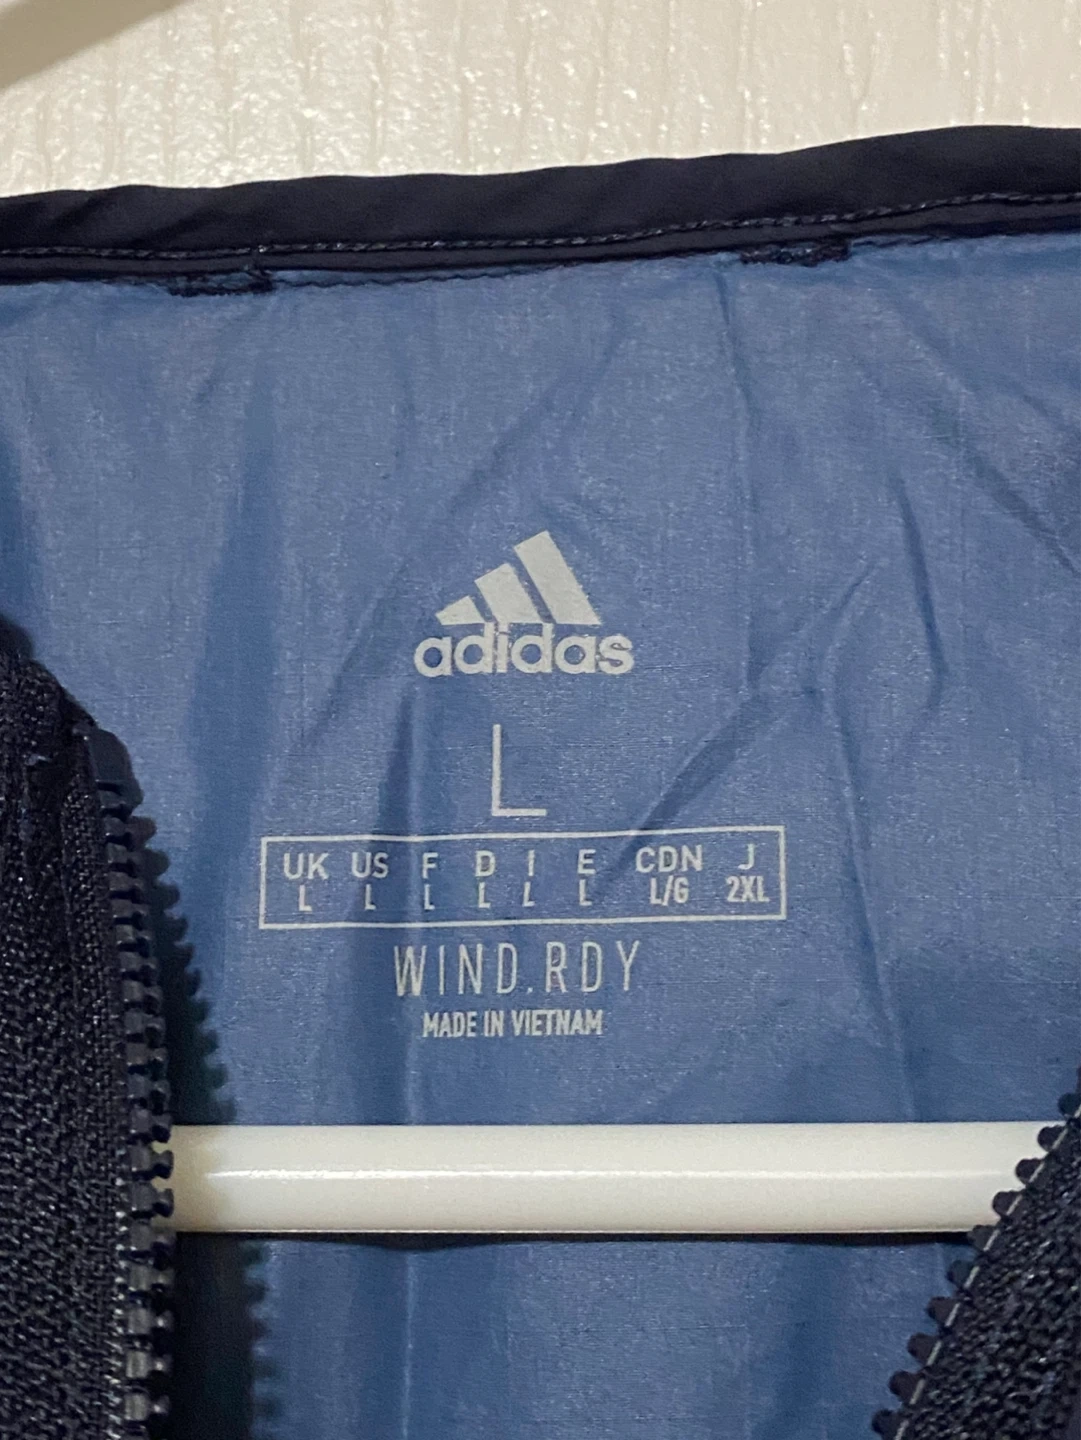 adidas
L
UK US F D I E CDN J
L L L L L L L/G 2XL
WIND.RDY
MADE IN VIETNAM